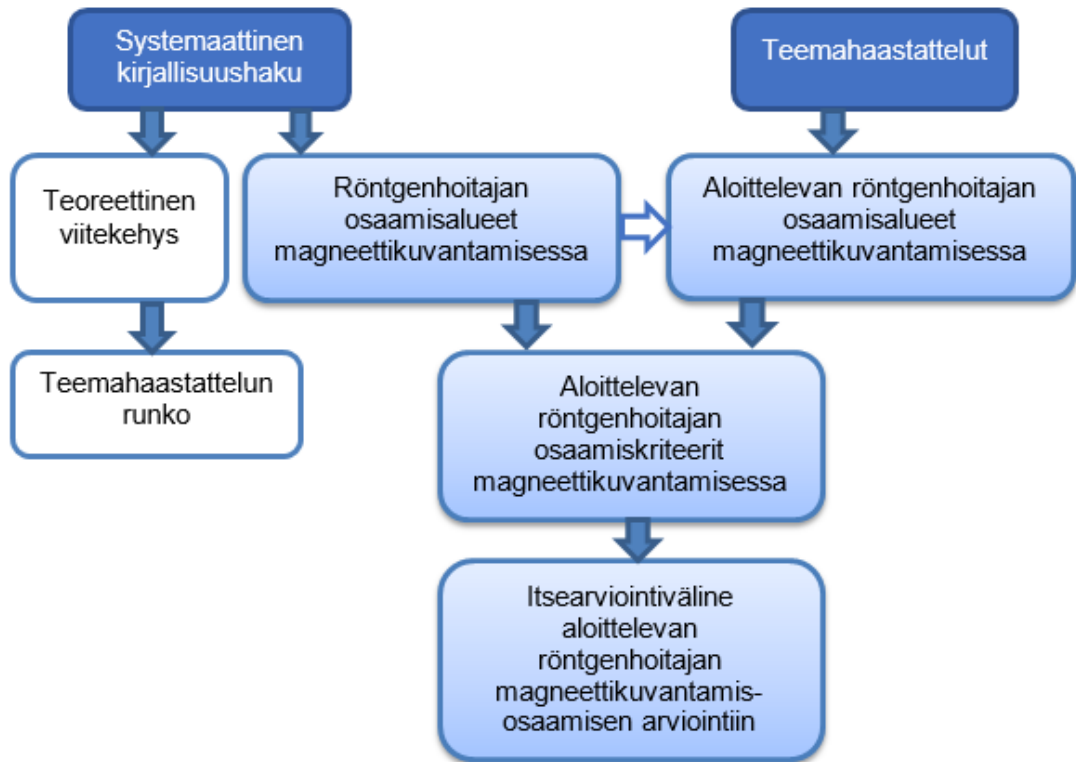 Systemaattinen
kirjallisuushaku
Teemahaastattelut
Teoreettinen
viitekehys
Röntgenhoitajan
osaamisalueet
magneettikuvantamisessa
Aloittelevan röntgenhoitajan
osaamisalueet
magneettikuvantamisessa
Teemahaastattelun
runko
Aloittelevan
röntgenhoitajan
osaamiskriteerit
magneettikuvantamisessa
Itsearviointiväline
aloittelevan
röntgenhoitajan
magneettikuvantamis-
osaamisen arviointiin